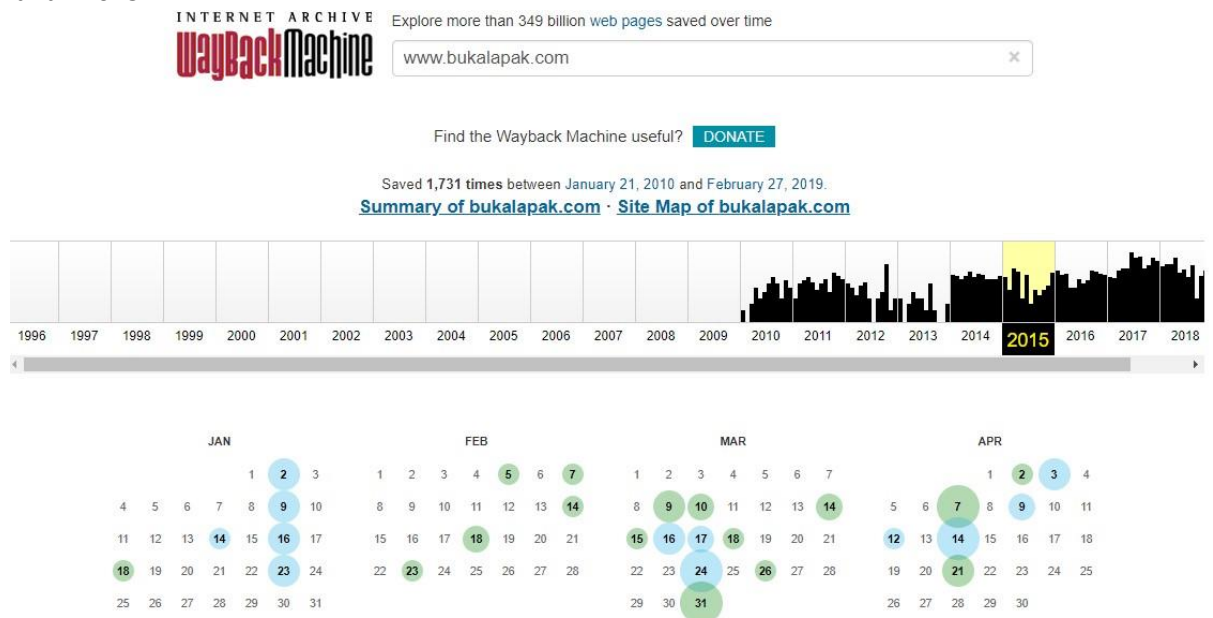 INTERNET ARCHIVE
WayBackMachine
Explore more than 349 billion web pages saved over time
www.bukalapak.com ×
Find the Wayback Machine useful? DONATE
Saved 1,731 times between January 21, 2010 and February 27, 2019.
Summary of bukalapak.com · Site Map of bukalapak.com
1996 1997 1998 1999 2000 2001 2002 2003 2004 2005 2006 2007 2008 2009 2010 2011 2012 2013 2014 2015 2016 2017 2018
JAN FEB MAR APR
1 2 3 1 2 3 4 5 6 7 1 2 3 4 5 6 7 1 2 3 4
4 5 6 7 8 9 10 8 9 10 11 12 13 14 8 9 10 11 12 13 14 5 6 7 8 9 10 11
11 12 13 14 15 16 17 15 16 17 18 19 20 21 15 16 17 18 19 20 21 12 13 14 15 16 17 18
18 19 20 21 22 23 24 22 23 24 25 26 27 28 22 23 24 25 26 27 28 19 20 21 22 23 24 25
25 26 27 28 29 30 31 29 30 31 26 27 28 29 30